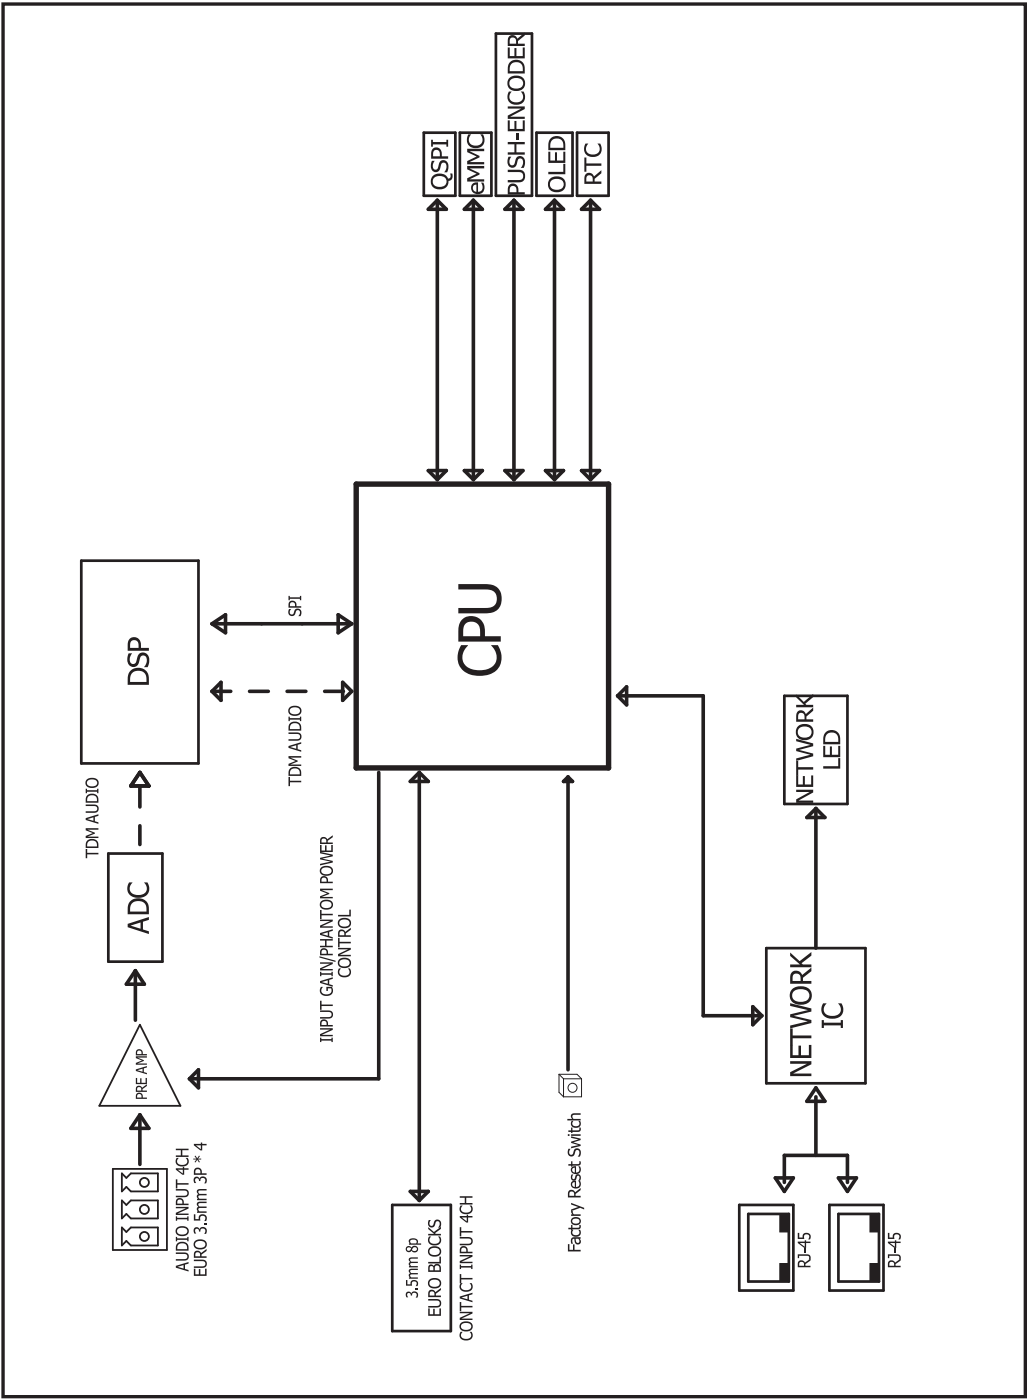 AUDIO INPUT 4CH
EURO 3.5mm 3P * 4
PRE AMP
ADC
TDM AUDIO
DSP
TDM AUDIO
SPI
INPUT GAIN/PHANTOM POWER
CONTROL
3.5mm 8p
EURO BLOCKS
CONTACT INPUT 4CH
CPU
QSPI
eMMC
PUSH-ENCODER
OLED
RTC
Factory Reset Switch
NETWORK
IC
NETWORK
LED
RJ-45
RJ-45